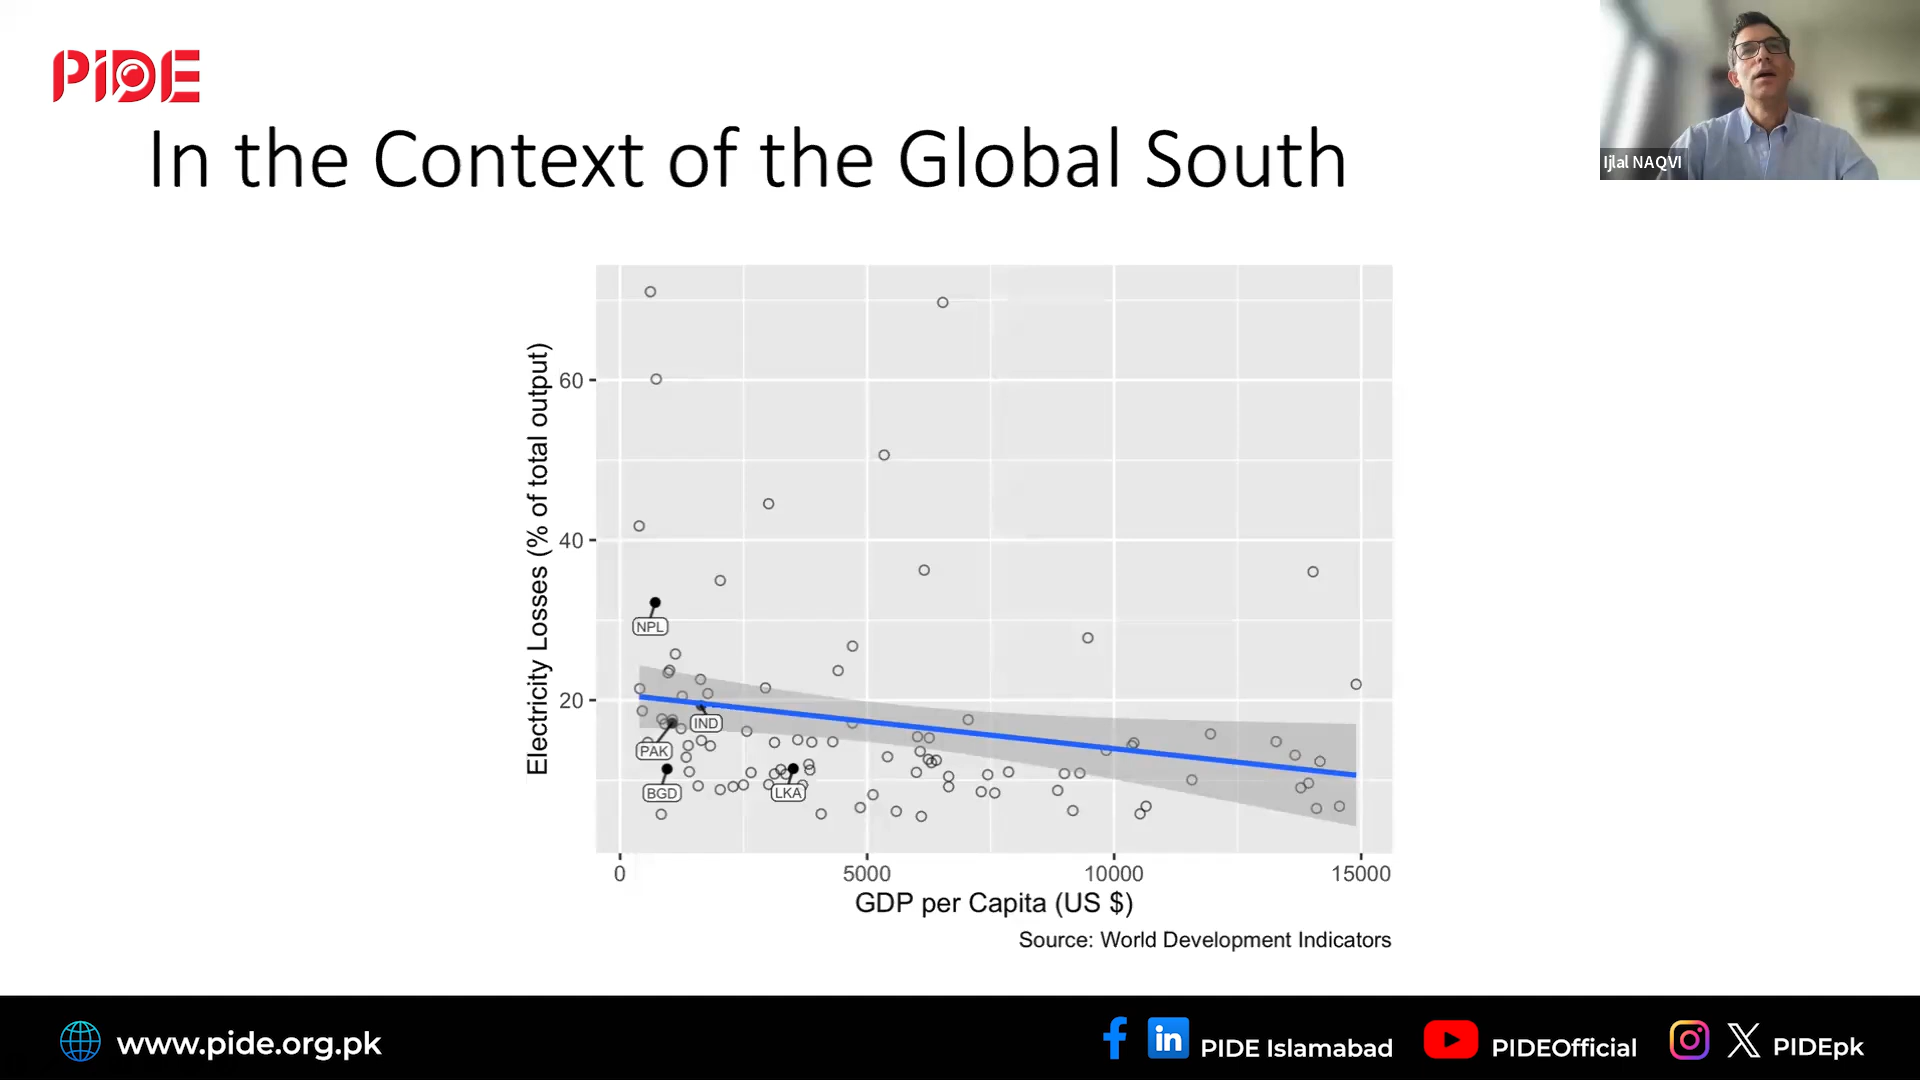 PiDE
Ijlal NAQVI
In the Context of the Global South
Electricity Losses (% of total output)
60
40
20
NPL
IND
PAK
BGD
LKA
0 5000 10000 15000
GDP per Capita (US $)
Source: World Development Indicators
www.pide.org.pk
f in PIDE Islamabad PIDEOfficial X PIDEpk